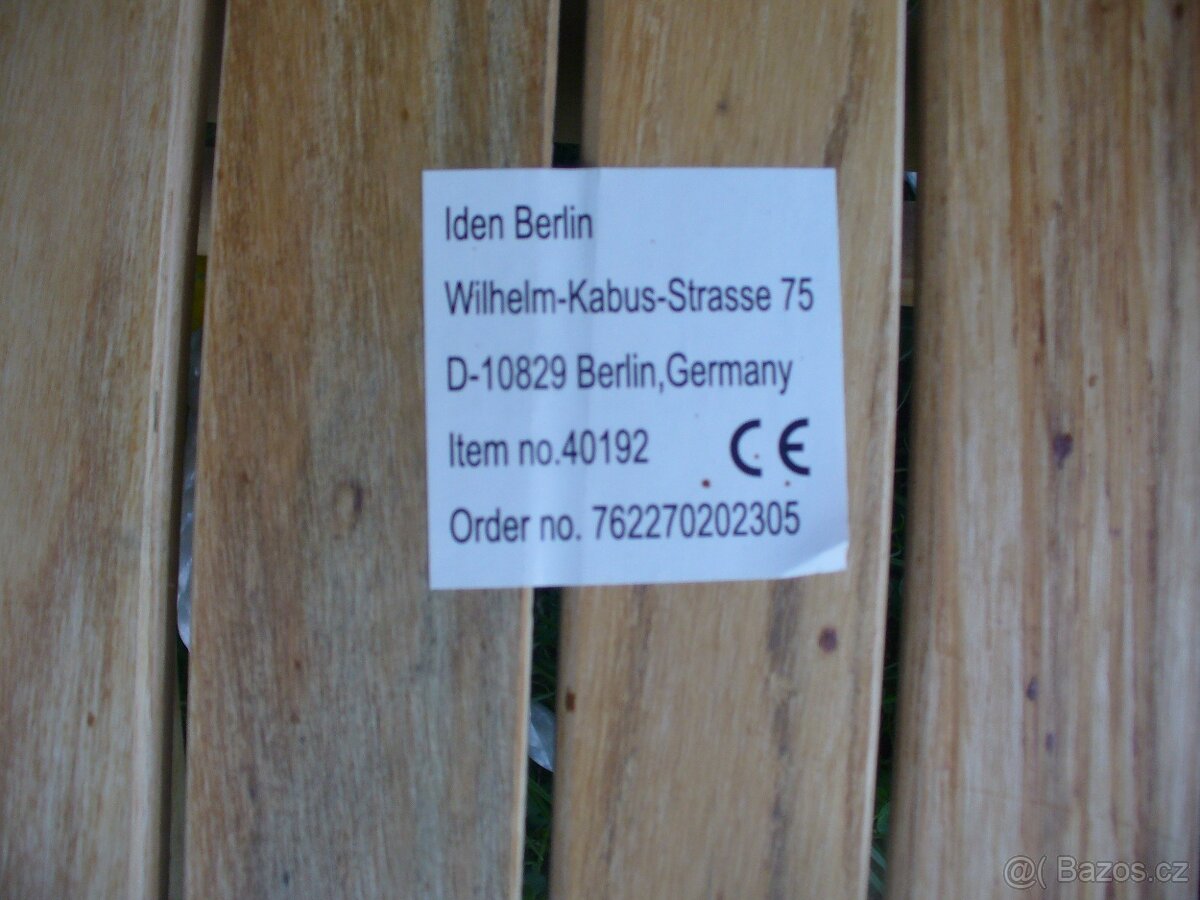 Iden Berlin
Wilhelm-Kabus-Strasse 75
D-10829 Berlin,Germany
Item no.40192 CE
Order no. 762270202305
@( Bazos.cz